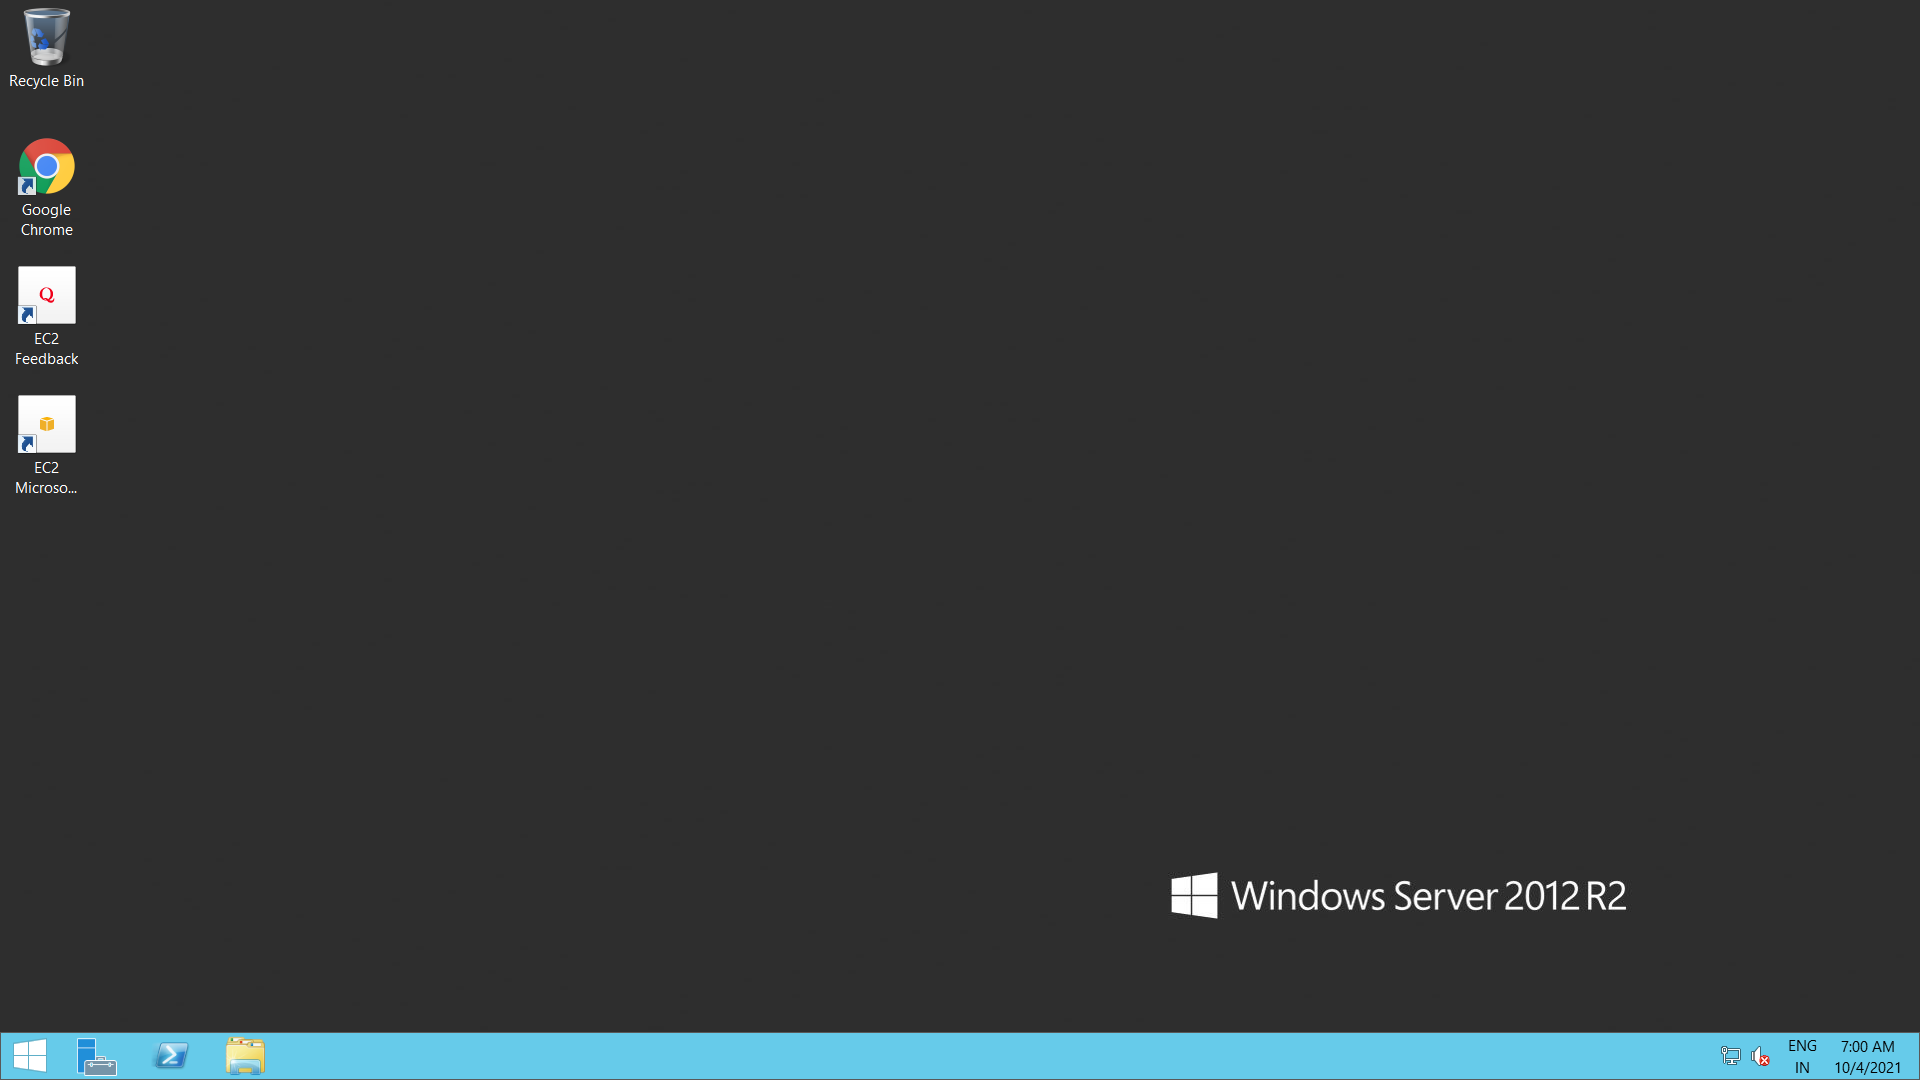 Recycle Bin
Google
Chrome
Q
EC2
Feedback
EC2
Microso...
Windows Server 2012 R2
ENG
IN
7:00 AM
10/4/2021